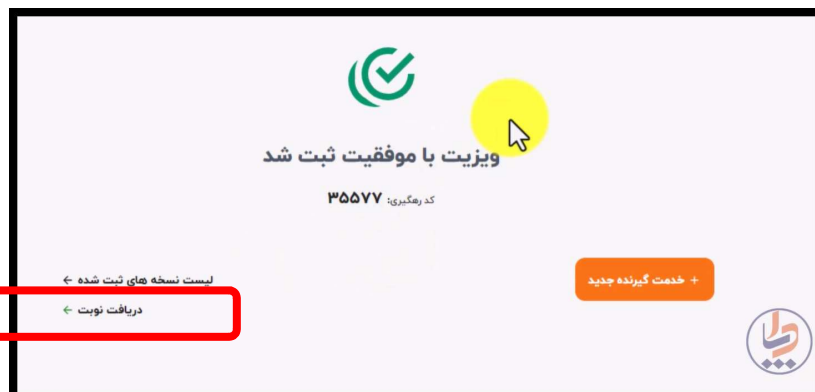 ویزیت با موفقیت ثبت شد
کد رهگیری: ۳۵۵۷۷
+ خدمت گیرنده جدید
لیست نسخه های ثبت شده ←
دریافت نوبت ←